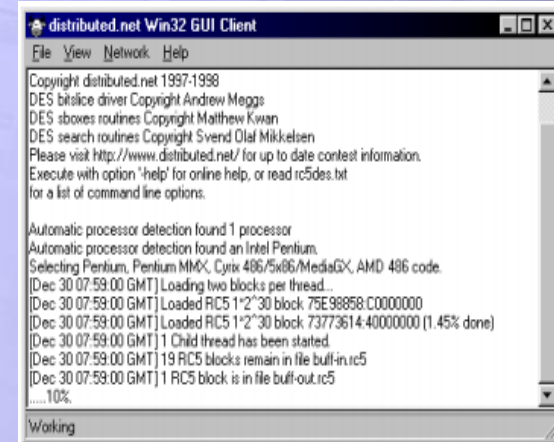 distributed.net Win32 GUI Client
File View Network Help
Copyright distributed.net 1997-1998
DES bitslice driver Copyright Andrew Meggs
DES sboxes routines Copyright Matthew Kwan
DES search routines Copyright Svend Olaf Mikkelsen
Please visit http://www.distributed.net/ for up to date contest information.
Execute with option '-help' for online help, or read rc5des.txt
for a list of command line options.
Automatic processor detection found 1 processor
Automatic processor detection found an Intel Pentium.
Selecting Pentium, Pentium MMX, Cyrix 486/5x86/MediaGX, AMD 486 code.
[Dec 30 07:59:00 GMT] Loading two blocks per thread...
[Dec 30 07:59:00 GMT] Loaded RC5 1*2^30 block 75E98858:C0000000
[Dec 30 07:59:00 GMT] Loaded RC5 1*2^30 block 73773614:40000000 (1.45% done)
[Dec 30 07:59:00 GMT] 1 Child thread has been started.
[Dec 30 07:59:00 GMT] 19 RC5 blocks remain in file buff-in.rc5
[Dec 30 07:59:00 GMT] 1 RC5 block is in file buff-out.rc5
.....10%.
Working